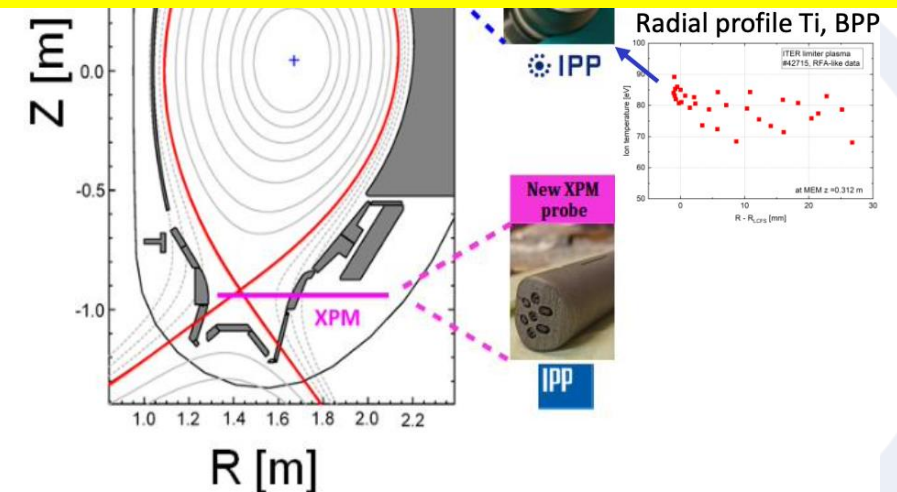 Z [m]
0.0
-0.5
-1.0
1.0 1.2 1.4 1.6 1.8 2.0 2.2
R [m]
XPM
IPP
New XPM
probe
IPP
Radial profile Ti, BPP
ITER limiter plasma
#42715, RFA-like data
Ion temperature [eV]
100
90
80
70
60
50
at MEM z =0.312 m
0 10 20 30
R - R_LCFS [mm]